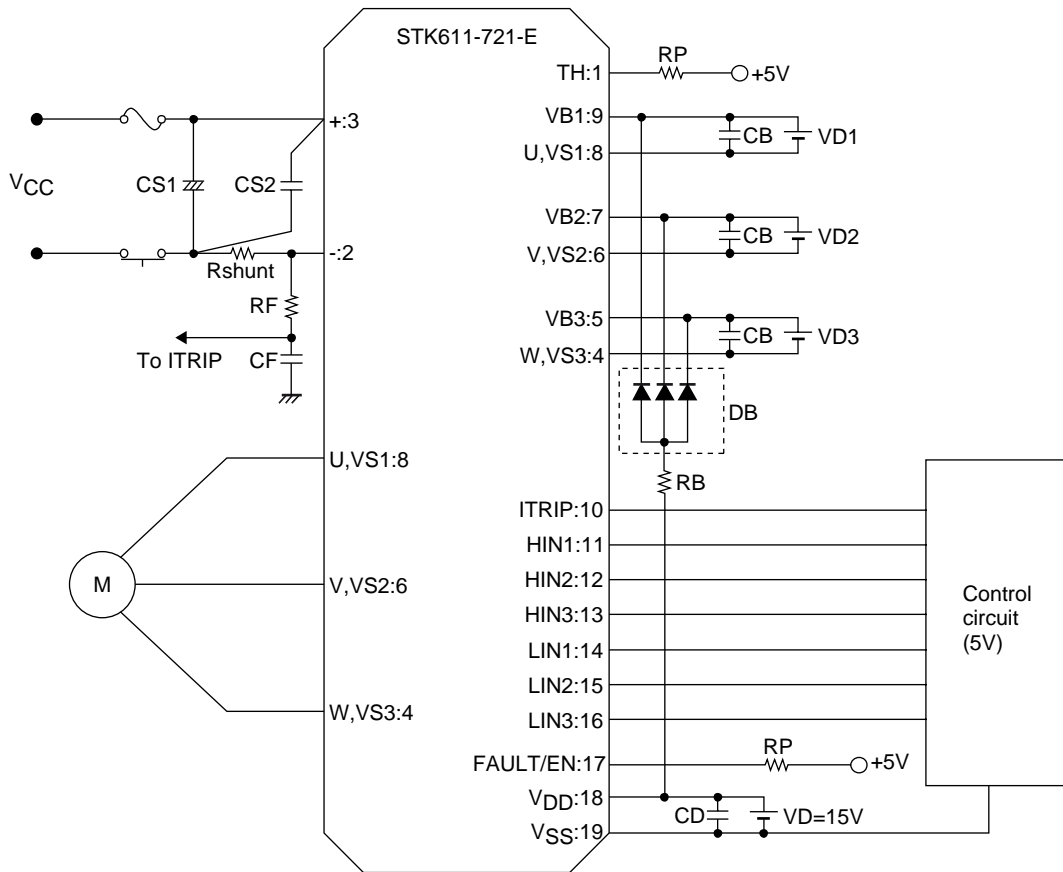 STK611-721-E
TH:1
RP
+5V
VB1:9
CB
VD1
U,VS1:8
+:3
VCC
CS1
CS2
VB2:7
CB
VD2
V,VS2:6
-:2
Rshunt
RF
VB3:5
CB
VD3
W,VS3:4
To ITRIP
CF
DB
U,VS1:8
RB
ITRIP:10
HIN1:11
M
V,VS2:6
HIN2:12
HIN3:13
Control
circuit
(5V)
LIN1:14
LIN2:15
W,VS3:4
LIN3:16
RP
FAULT/EN:17
+5V
VDD:18
CD
VD=15V
VSS:19